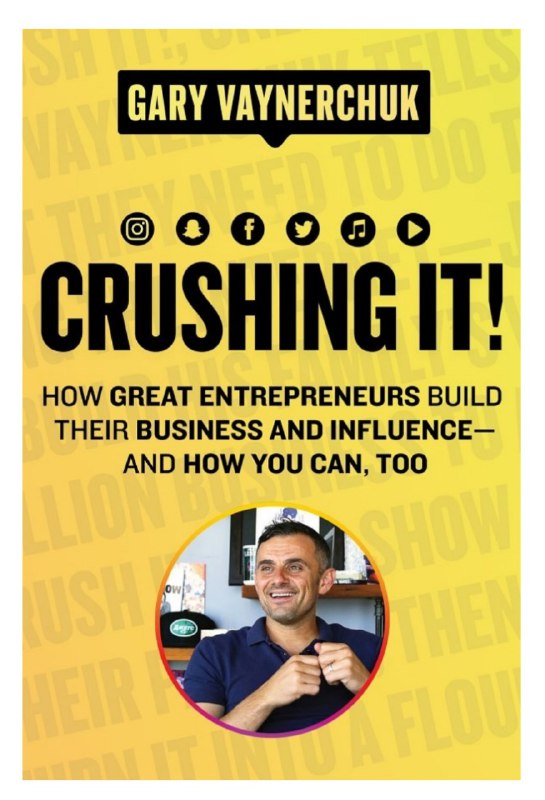 GARY VAYNERCHUK
CRUSHING IT!
HOW GREAT ENTREPRENEURS BUILD
THEIR BUSINESS AND INFLUENCE—
AND HOW YOU CAN, TOO